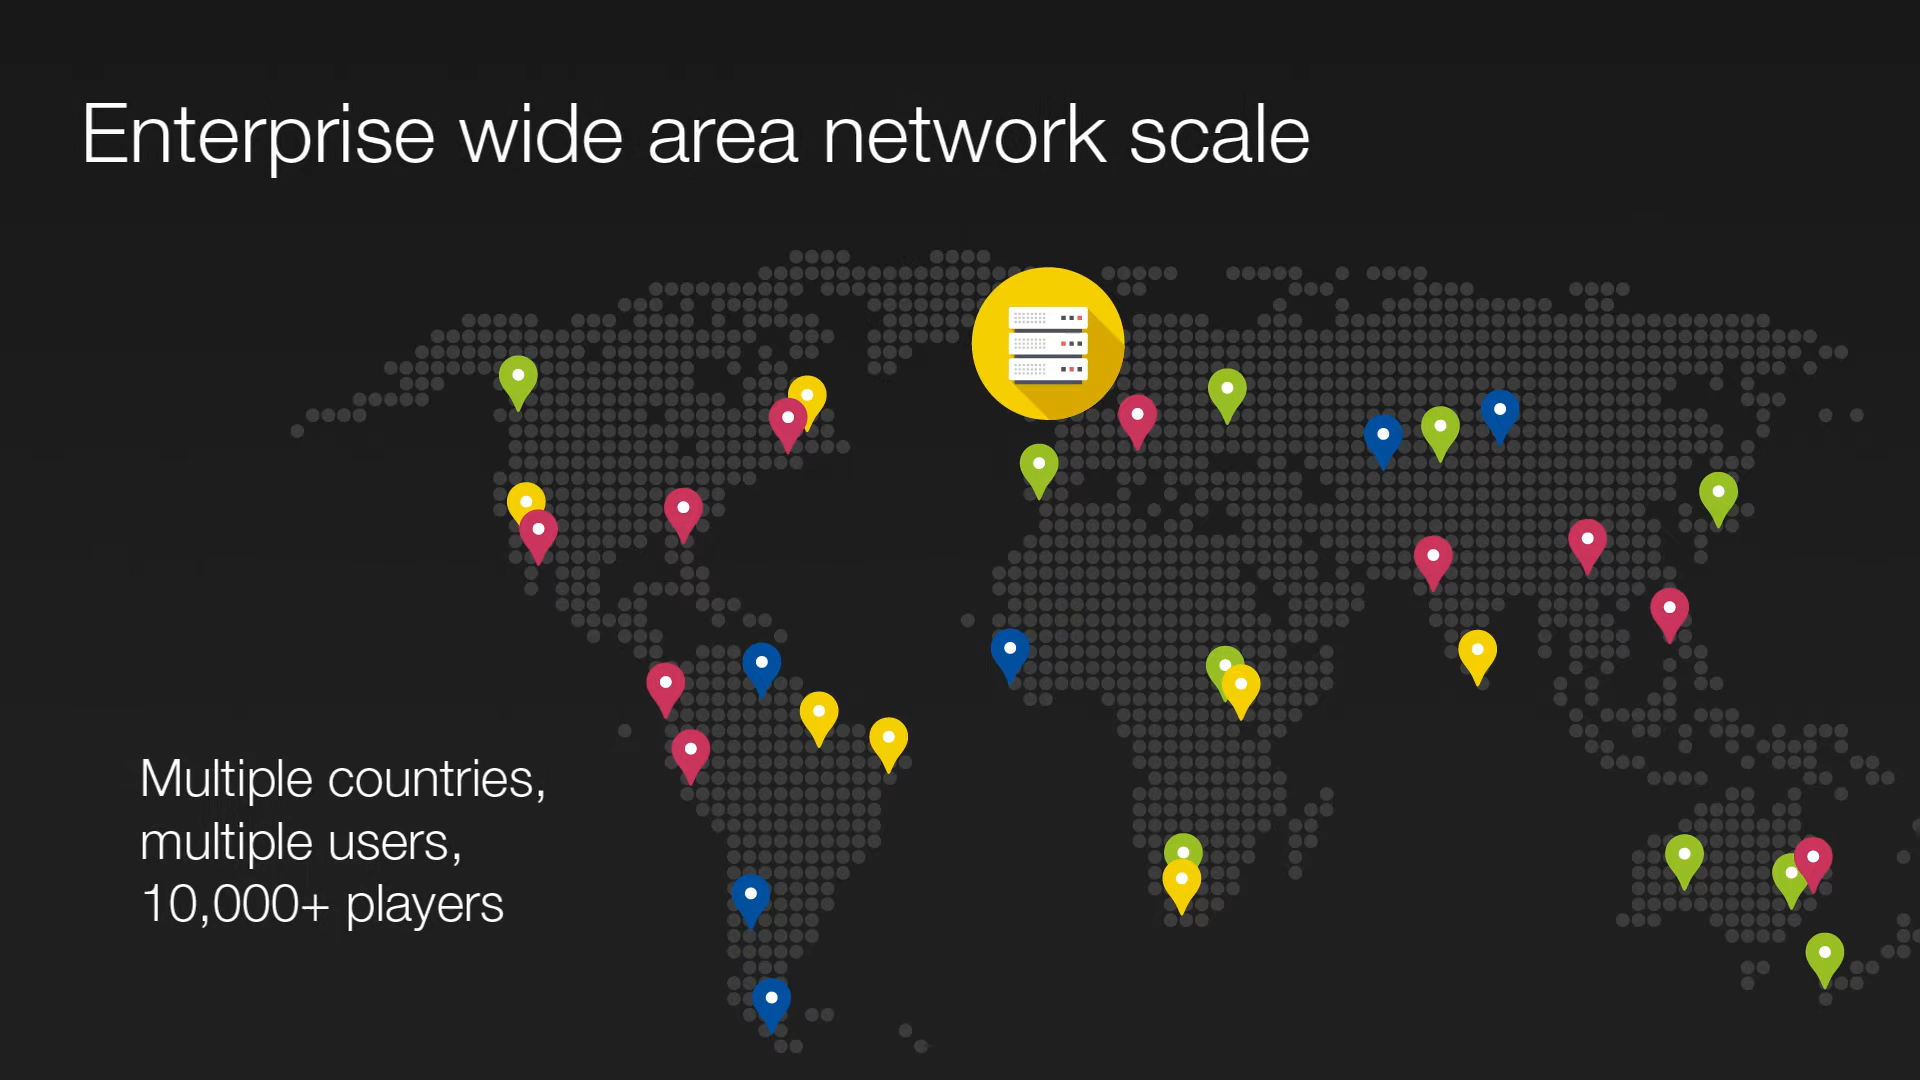 Enterprise wide area network scale
Multiple countries,
multiple users,
10,000+ players